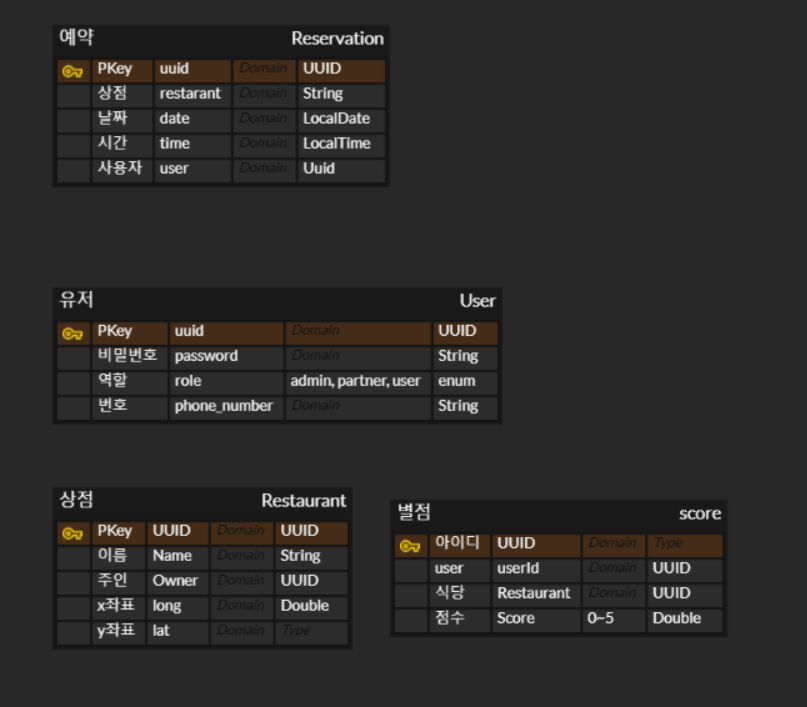 예약 Reservation
PKey uuid Domain UUID
상점 restarant Domain String
날짜 date Domain LocalDate
시간 time Domain LocalTime
사용자 user Domain Uuid
유저 User
PKey uuid Domain UUID
비밀번호 password Domain String
역할 role admin, partner, user enum
번호 phone_number Domain String
상점 Restaurant
PKey UUID Domain UUID
이름 Name Domain String
주인 Owner Domain UUID
x좌표 long Domain Double
y좌표 lat Domain Type
별점 score
아이디 UUID Domain Type
user userId Domain UUID
식당 Restaurant Domain UUID
점수 Score 0~5 Double